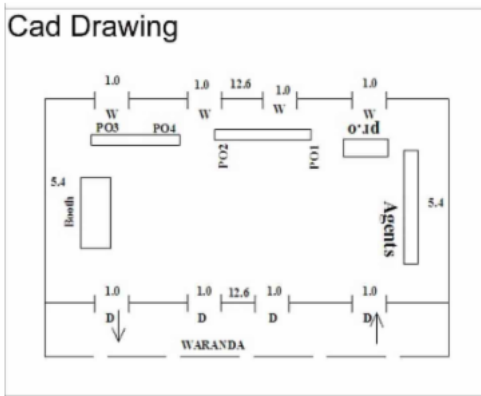 Cad Drawing
1.0 1.0 12.6 1.0 1.0
W W W W
PO3 PO4 PO2 PO1 pr.o
5.4 Booth Agents 5.4
1.0 1.0 12.6 1.0 1.0
D D D D
WARANDA